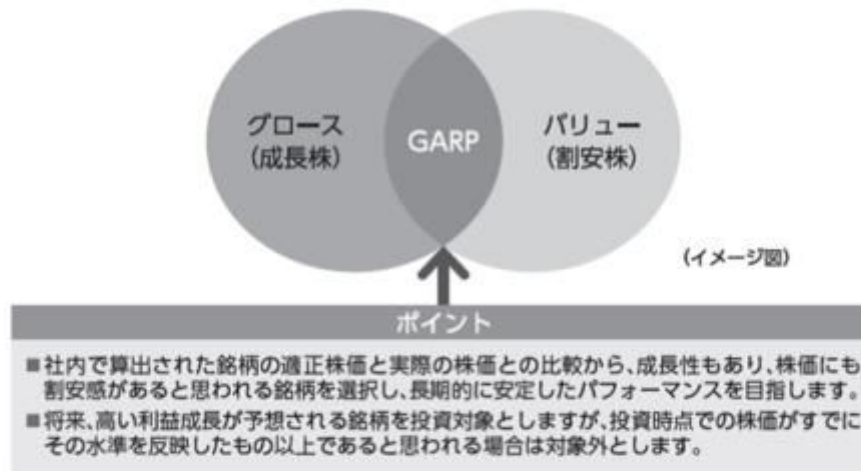 グロース
(成長株)
GARP
バリュー
(割安株)
(イメージ図)
ポイント
■社内で算出された銘柄の適正株価と実際の株価との比較から、成長性もあり、株価にも
割安感があると思われる銘柄を選択し、長期的に安定したパフォーマンスを目指します。
■将来、高い利益成長が予想される銘柄を投資対象としますが、投資時点での株価がすでに
その水準を反映したもの以上であると思われる場合は対象外とします。